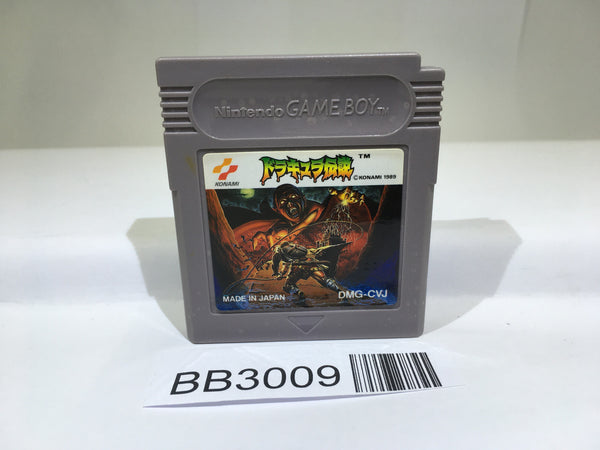 Nintendo GAME BOY TM
KONAMI
ドラキュラ伝説 TM
© KONAMI 1989
MADE IN JAPAN
DMG-CVJ
BB3009